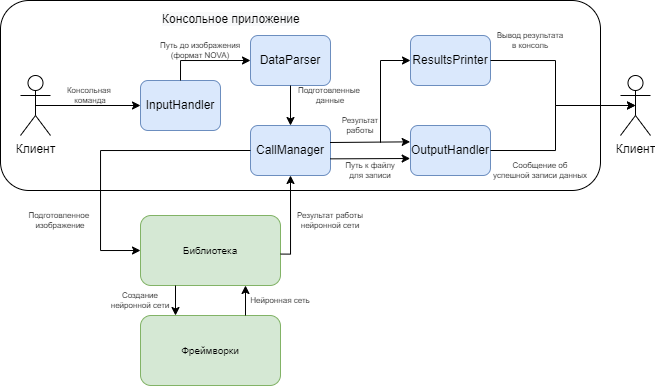 Консольное приложение
Путь до изображения
(формат NOVA)
Вывод результата
в консоль
DataParser
ResultsPrinter
Консольная
команда
InputHandler
Подготовленные
данные
Результат
работы
Клиент
CallManager
OutputHandler
Клиент
Путь к файлу
для записи
Сообщение об
успешной записи данных
Подготовленное
изображение
Результат работы
нейронной сети
Библиотека
Создание
нейронной сети
Нейронная сеть
Фреймворки